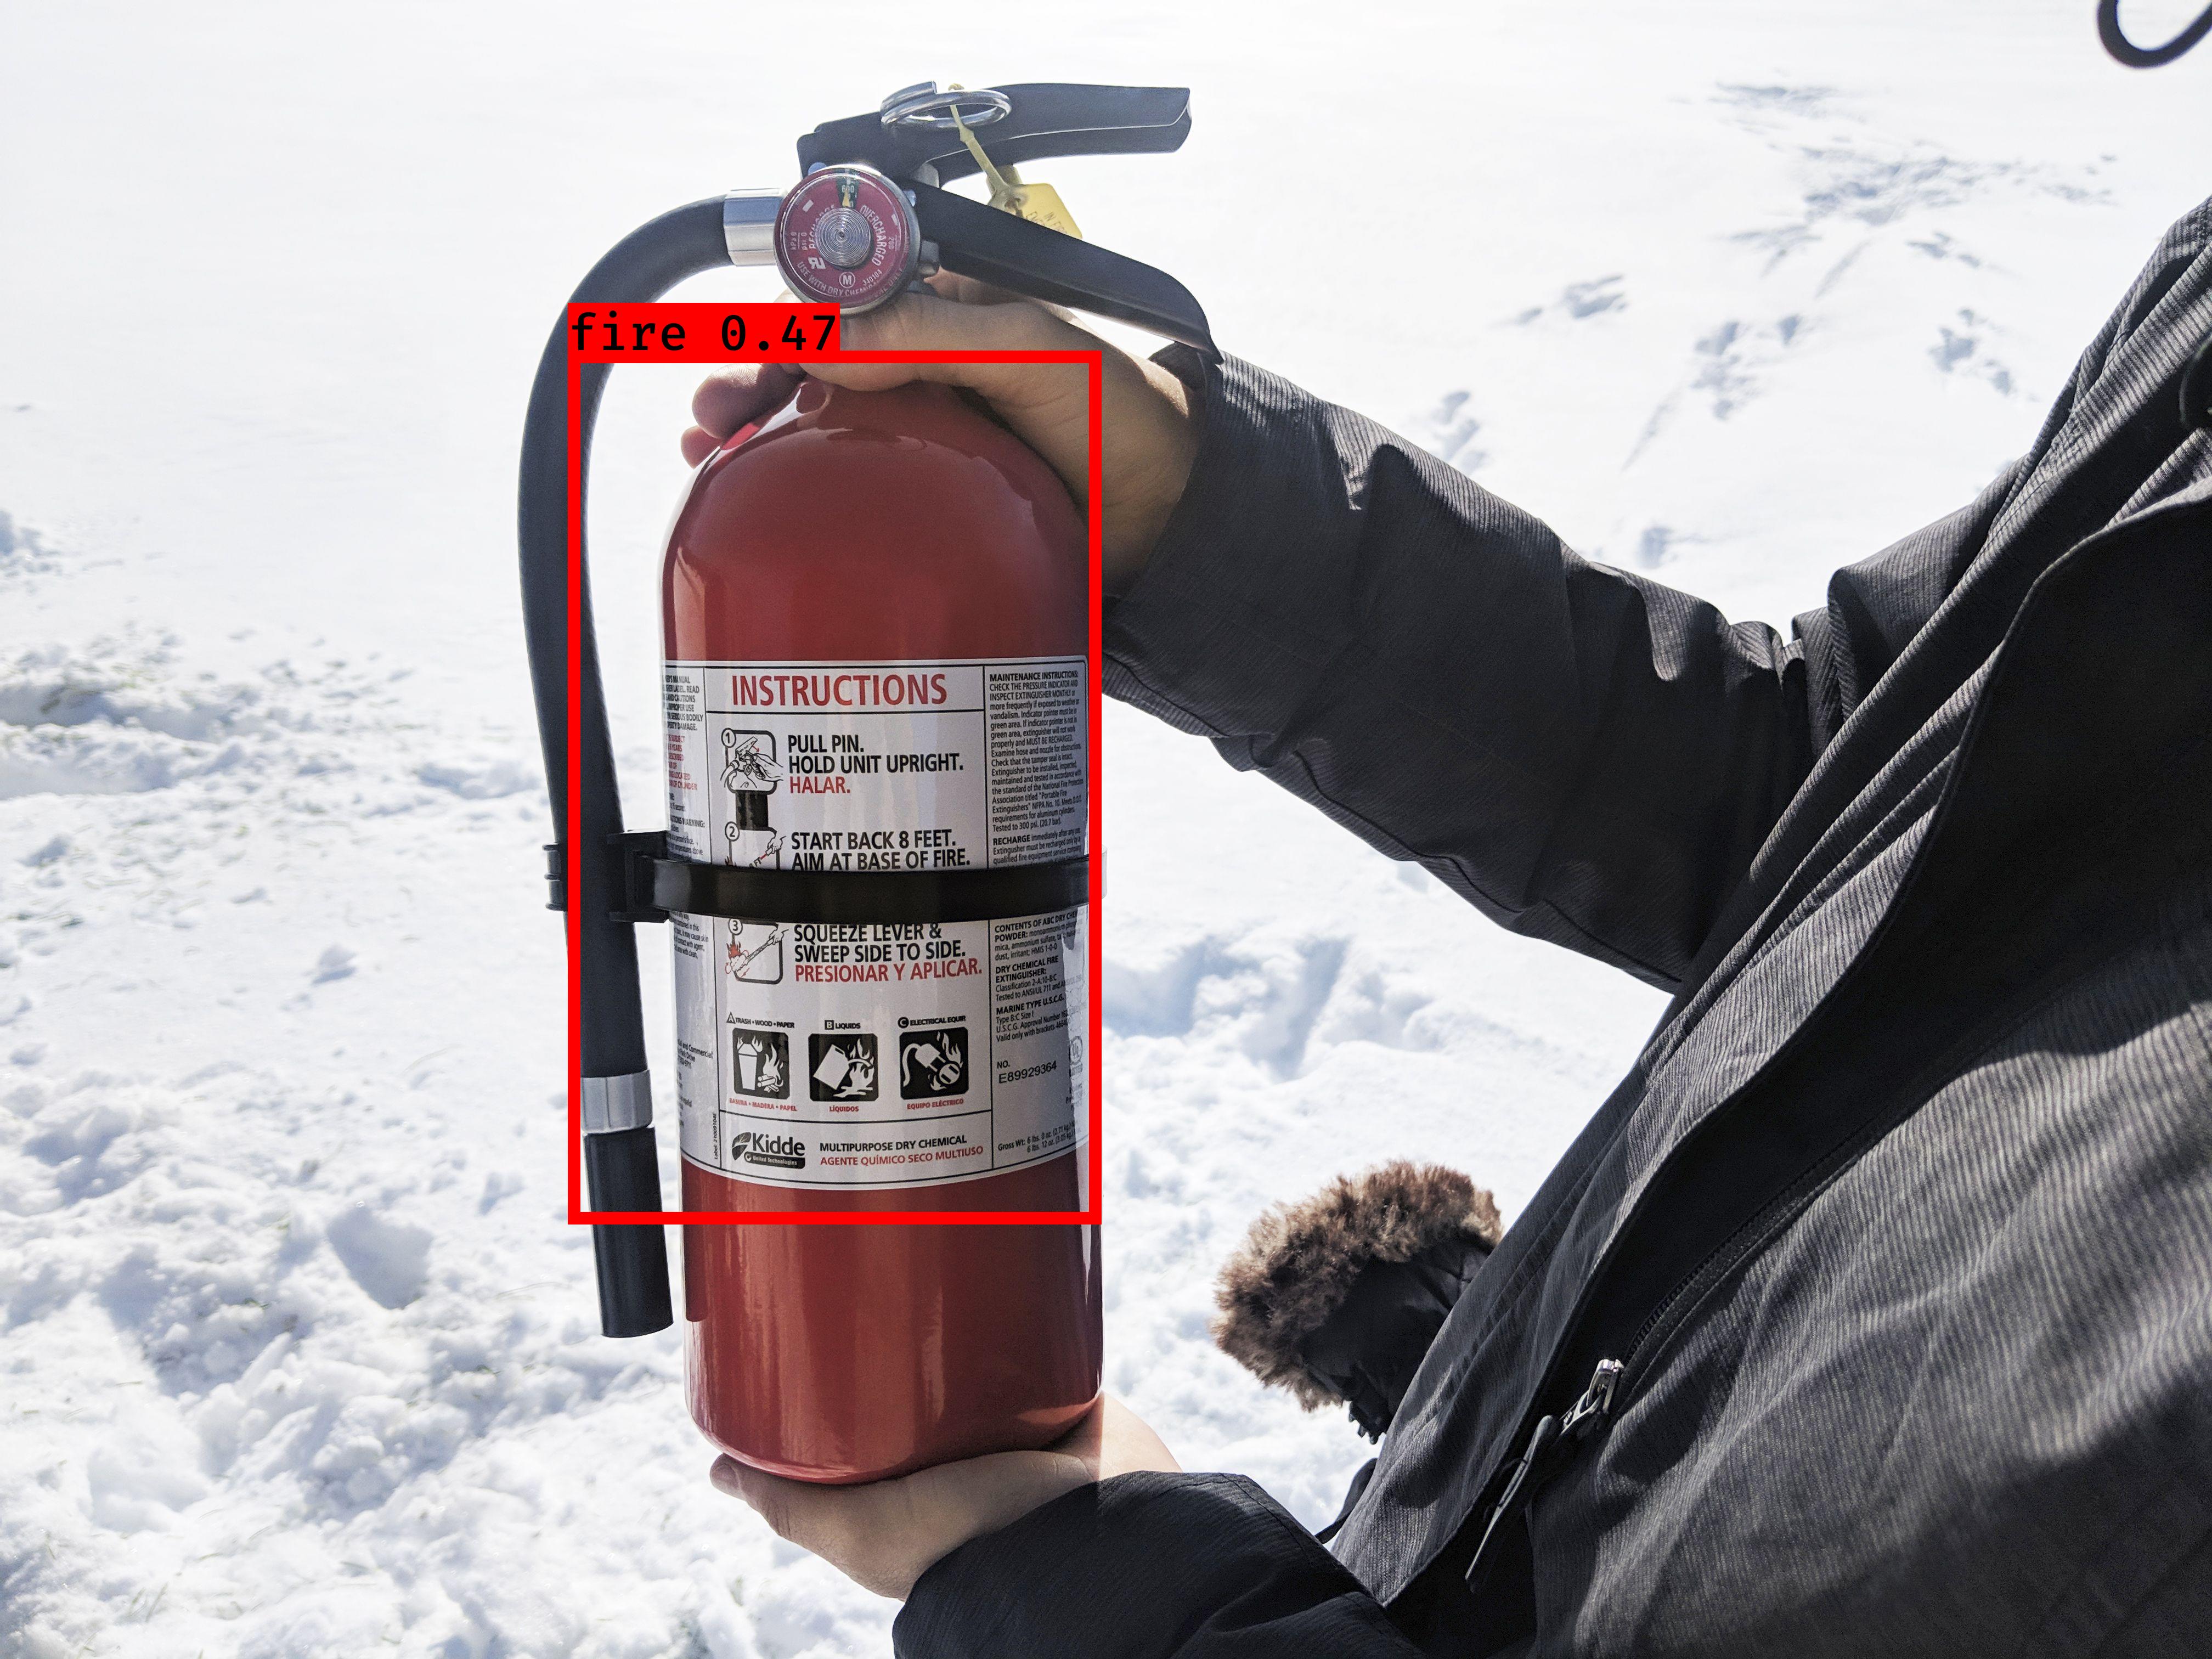 RECHARGE
OVERCHARGED
USE WITH DRY CHEMICAL
M
fire 0.47
INSTRUCTIONS
1
PULL PIN.
HOLD UNIT UPRIGHT.
HALAR.
2
START BACK 8 FEET.
AIM AT BASE OF FIRE.
3
SQUEEZE LEVER &
SWEEP SIDE TO SIDE.
PRESIONAR Y APLICAR.
A TRASH • WOOD • PAPER
B LIQUIDS
C ELECTRICAL EQUIP.
BASURA • MADERA • PAPEL
LÍQUIDOS
EQUIPO ELÉCTRICO
Kidde
United Technologies
MULTIPURPOSE DRY CHEMICAL
AGENTE QUÍMICO SECO MULTIUSO
MAINTENANCE INSTRUCTIONS:
CHECK THE PRESSURE INDICATOR AND
INSPECT EXTINGUISHER MONTHLY or
more frequently if exposed to weather or
vandalism. Indicator pointer must be in
green area. If indicator pointer is not in
green area, extinguisher will not work
properly and MUST BE RECHARGED.
Examine hose and nozzle for obstructions.
Check that the tamper seal is intact.
Extinguisher to be installed, inspected,
maintained and tested in accordance with
the standard of the National Fire Protection
Association titled "Portable Fire
Extinguishers" NFPA No. 10. Meets D.O.T.
requirements for aluminum cylinders.
Tested to 300 psi. (20.7 bar).
RECHARGE immediately after any use.
Extinguisher must be recharged only by a
qualified fire equipment service company
CONTENTS OF ABC DRY CHEM
POWDER: monoammonium phosph
mica, ammonium sulfate,
dust, irritant; HMIS 1-0-0
DRY CHEMICAL FIRE
EXTINGUISHER:
Classification 2-A:10-B:C
Tested to ANSI/UL 711 and
MARINE TYPE U.S.C.G.
Type B:C Size I
U.S.C.G. Approval Number
Valid only with brackets
NO.
E89929364
Gross Wt: 6 lbs. 0 oz.
6 lbs. 12 oz.